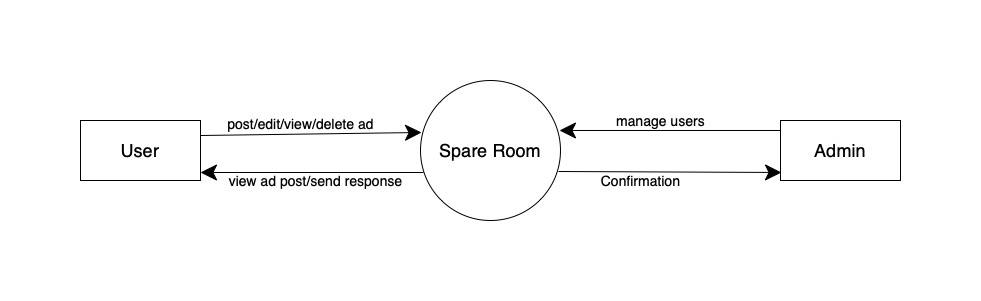 post/edit/view/delete ad
manage users
User
Spare Room
Admin
view ad post/send response
Confirmation